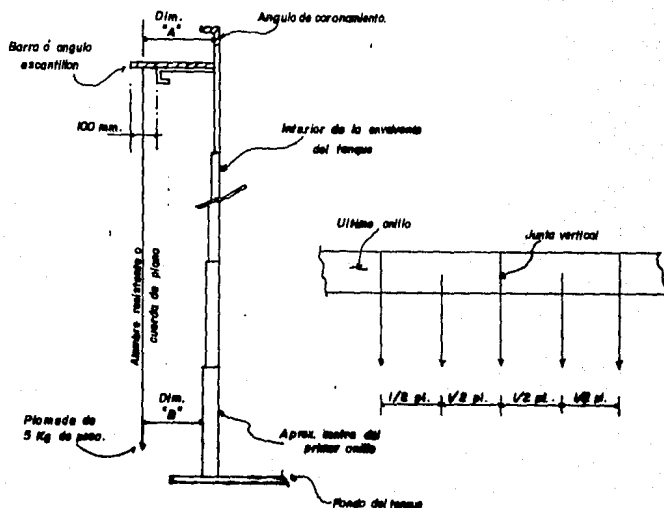 Dim.
"A"
Angulo de coronamiento.
Barra ó angulo
escantillon
100 mm.
Interior de la envolvente
del tanque
Alambre resistente o
cuerda de piano
Ultimo anillo
Junta vertical
1/2 pl. 1/2 pl. 1/2 pl. 1/2 pl.
Dim.
"B"
Plomada de
5 Kg de peso.
Aprox. centro del
primer anillo
Fondo del tanque